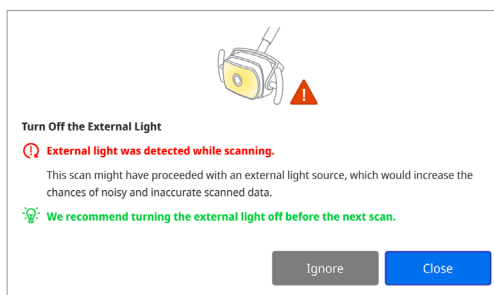 Turn Off the External Light
External light was detected while scanning.
This scan might have proceeded with an external light source, which would increase the
chances of noisy and inaccurate scanned data.
We recommend turning the external light off before the next scan.
Ignore
Close